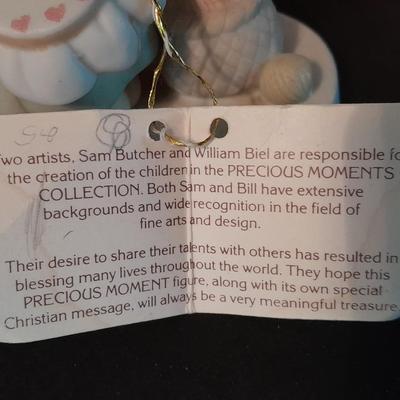 Two artists, Sam Butcher and William Biel are responsible fo
the creation of the children in the PRECIOUS MOMENTS
COLLECTION. Both Sam and Bill have extensive
backgrounds and wide recognition in the field of
fine arts and design.
Their desire to share their talents with others has resulted in
blessing many lives throughout the world. They hope this
PRECIOUS MOMENT figure, along with its own special
Christian message, will always be a very meaningful treasure